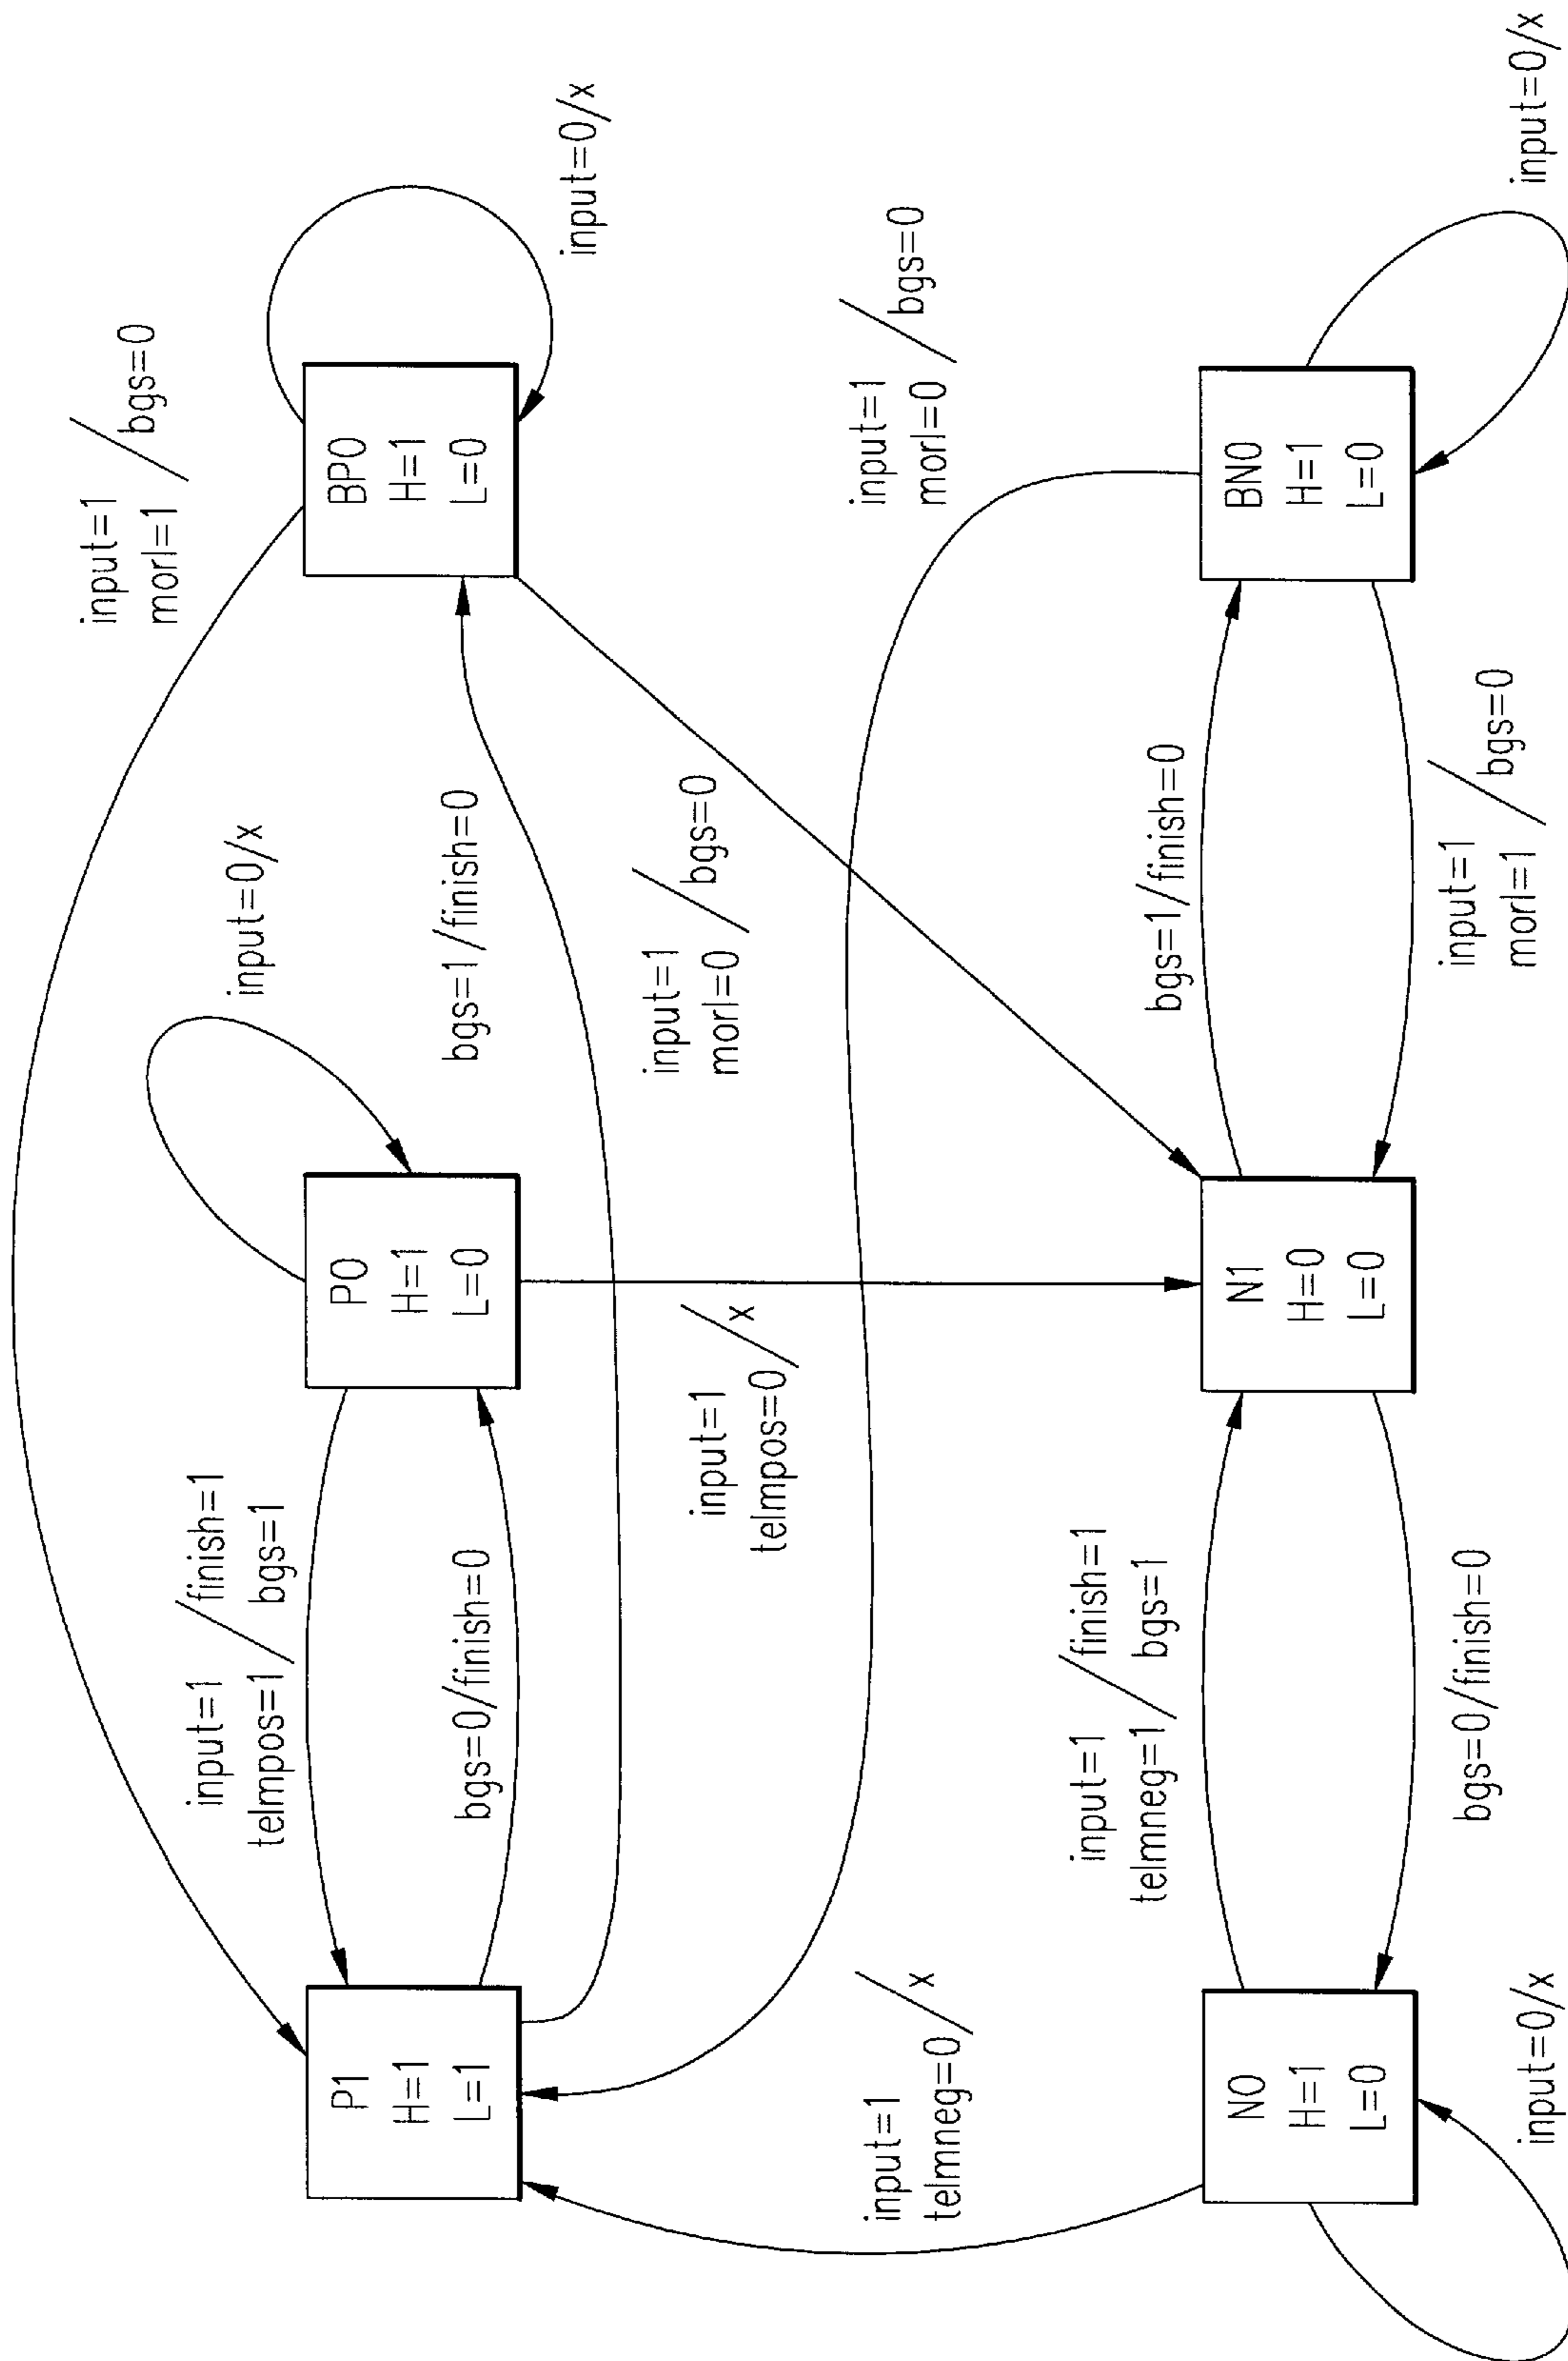 input=1
morl=1
bgs=0
input=0/x
BP0
H=1
L=0
input=0/x
P0
H=1
L=0
bgs=1/finish=0
input=1
telmpos=1
finish=1
bgs=1
bgs=0/finish=0
P1
H=1
L=1
input=1
morl=0
bgs=0
input=1
telmpos=0
x
input=1
morl=0
bgs=0
input=1
telmneg=0
x
input=1
telmneg=1
finish=1
bgs=1
bgs=1/finish=0
N0
H=1
L=0
N1
H=0
L=0
BN0
H=1
L=0
input=0/x
bgs=0/finish=0
input=1
morl=1
bgs=0
input=0/x